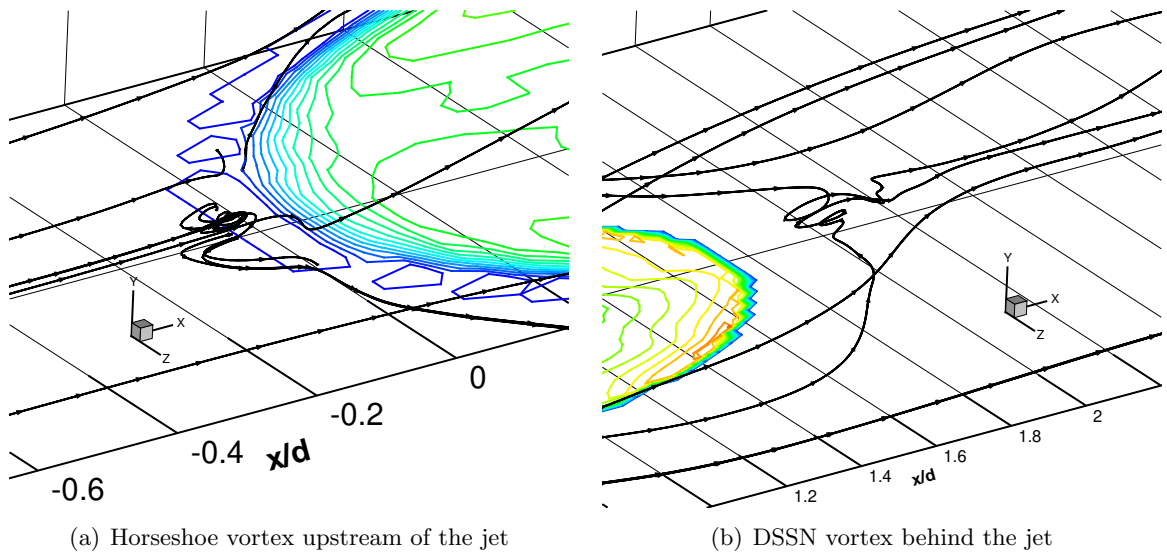 Y
X
Z
0
-0.2
-0.4
x/d
-0.6
Y
X
Z
2
1.8
1.6
x/d
1.4
1.2
(a) Horseshoe vortex upstream of the jet
(b) DSSN vortex behind the jet